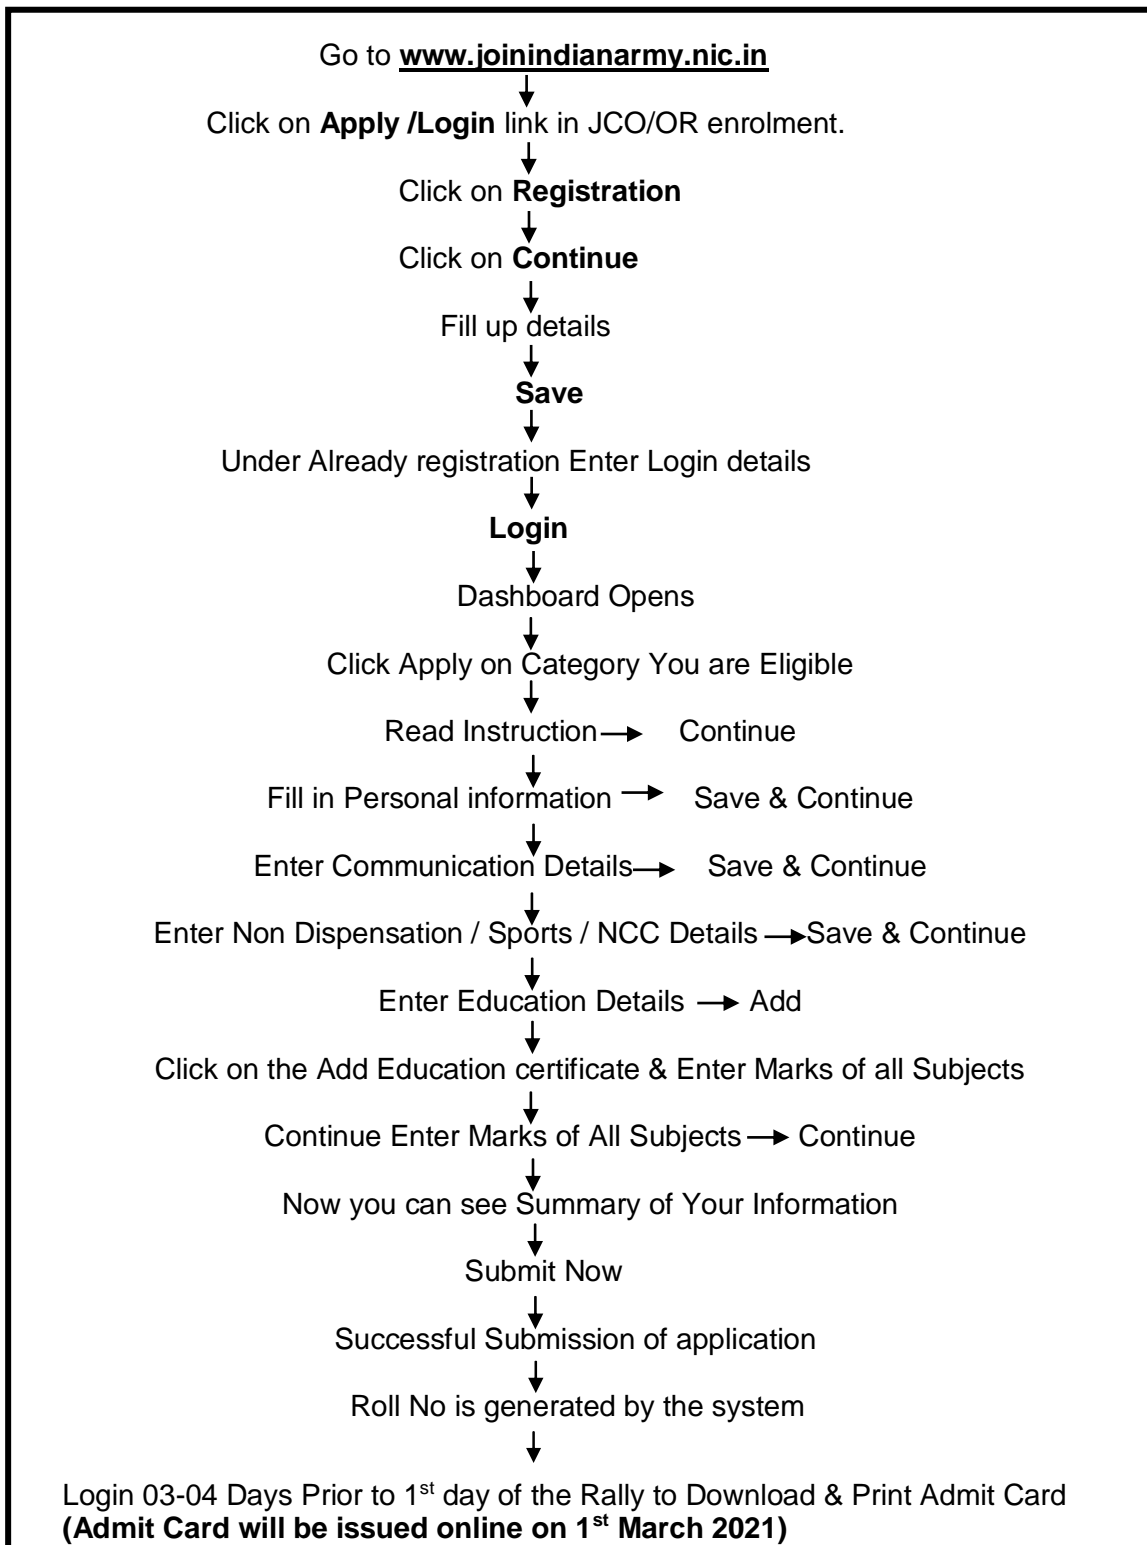 Go to www.joinindianarmy.nic.in
Click on Apply /Login link in JCO/OR enrolment.
Click on Registration
Click on Continue
Fill up details
Save
Under Already registration Enter Login details
Login
Dashboard Opens
Click Apply on Category You are Eligible
Read Instruction Continue
Fill in Personal information Save & Continue
Enter Communication Details Save & Continue
Enter Non Dispensation / Sports / NCC Details Save & Continue
Enter Education Details Add
Click on the Add Education certificate & Enter Marks of all Subjects
Continue Enter Marks of All Subjects Continue
Now you can see Summary of Your Information
Submit Now
Successful Submission of application
Roll No is generated by the system
Login 03-04 Days Prior to 1st day of the Rally to Download & Print Admit Card
(Admit Card will be issued online on 1st March 2021)